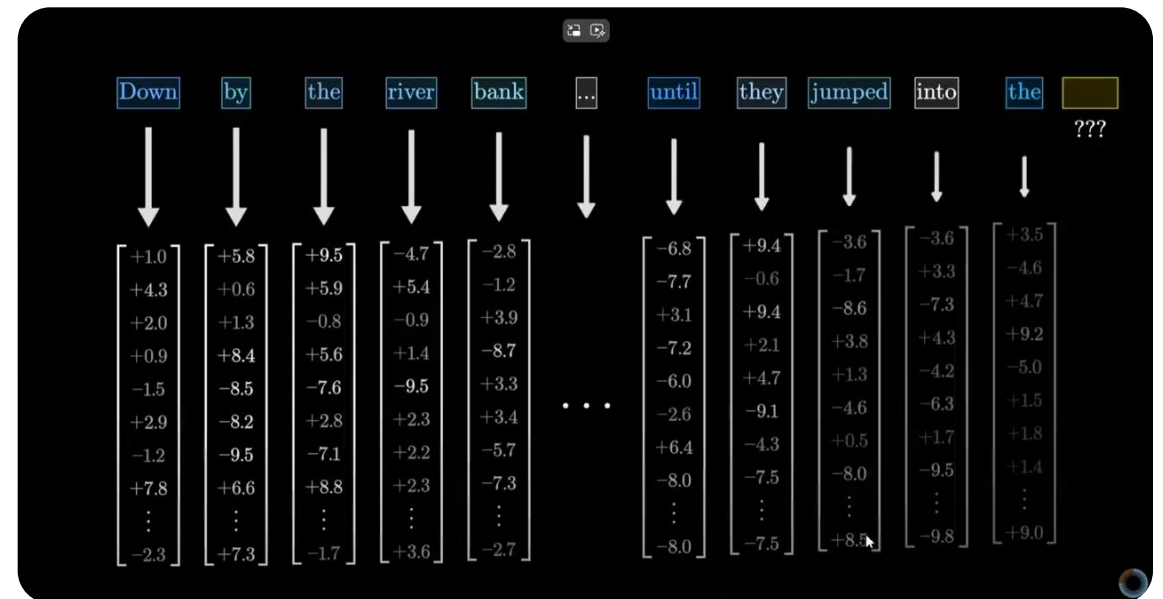 Down by the river bank ... until they jumped into the
???
+1.0 +5.8 +9.5 −4.7 −2.8 −6.8 +9.4 −3.6 −3.6 +3.5
+4.3 +0.6 +5.9 +5.4 −1.2 −7.7 −0.6 −1.7 +3.3 −4.6
+2.0 +1.3 −0.8 −0.9 +3.9 +3.1 +9.4 −8.6 −7.3 +4.7
+0.9 +8.4 +5.6 +1.4 −8.7 −7.2 +2.1 +3.8 +4.3 +9.2
−1.5 −8.5 −7.6 −9.5 +3.3 −6.0 +4.7 +1.3 −4.2 −5.0
+2.9 −8.2 +2.8 +2.3 +3.4 −2.6 −9.1 −4.6 −6.3 +1.5
−1.2 −9.5 −7.1 +2.2 −5.7 +6.4 −4.3 +0.5 +1.7 +1.8
+7.8 +6.6 +8.8 +2.3 −7.3 −8.0 −7.5 −8.0 −9.5 +1.4
−2.3 +7.3 −1.7 +3.6 −2.7 −8.0 −7.5 +8.5 −9.8 +9.0